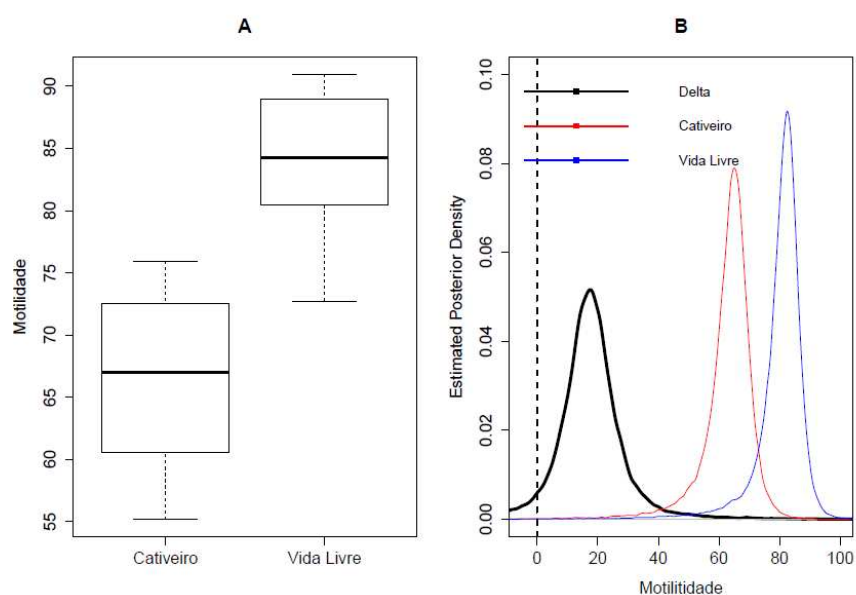 A
Motilidade
90
85
80
75
70
65
60
55
Cativeiro Vida Livre
B
Estimated Posterior Density
0.10
0.08
0.06
0.04
0.02
0.00
Delta
Cativeiro
Vida Livre
0 20 40 60 80 100
Motilitidade